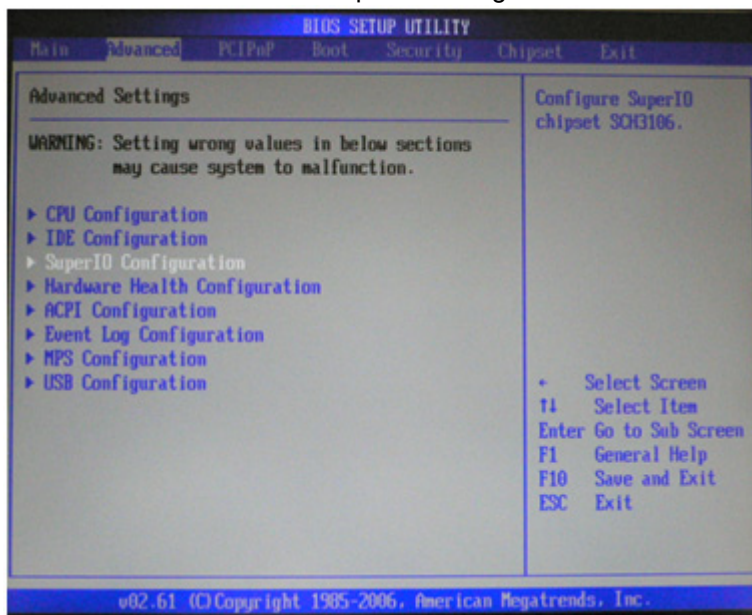 BIOS SETUP UTILITY
Main Advanced PCIPnP Boot Security Chipset Exit
Advanced Settings
WARNING: Setting wrong values in below sections
may cause system to malfunction.
▶ CPU Configuration
▶ IDE Configuration
▶ SuperIO Configuration
▶ Hardware Health Configuration
▶ ACPI Configuration
▶ Event Log Configuration
▶ MPS Configuration
▶ USB Configuration
Configure SuperIO
chipset SCH3106.
← Select Screen
↑↓ Select Item
Enter Go to Sub Screen
F1 General Help
F10 Save and Exit
ESC Exit
v02.61 (C)Copyright 1985-2006, American Megatrends, Inc.